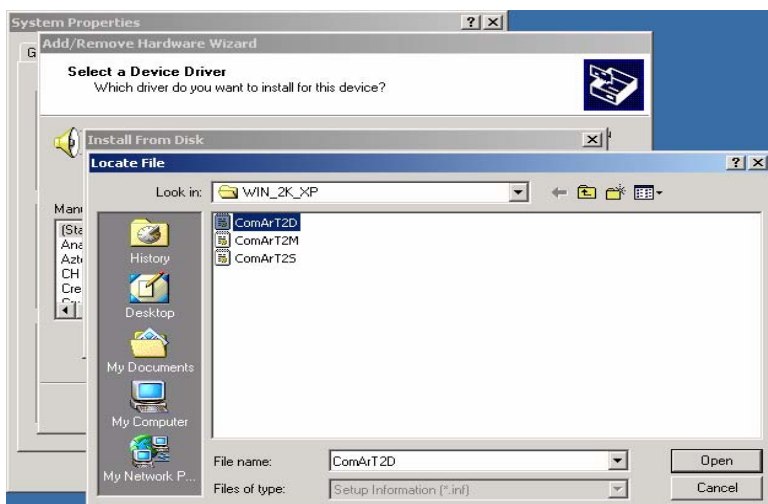 System Properties
G
Add/Remove Hardware Wizard
Select a Device Driver
Which driver do you want to install for this device?
Install From Disk
Locate File
Look in: WIN_2K_XP
Manu
(Sta
Ana
Azte
CH
Cre
ComArT2D
ComArT2M
ComArT2S
History
Desktop
My Documents
My Computer
My Network P...
File name: ComArT2D Open
Files of type: Setup Information (*.inf) Cancel